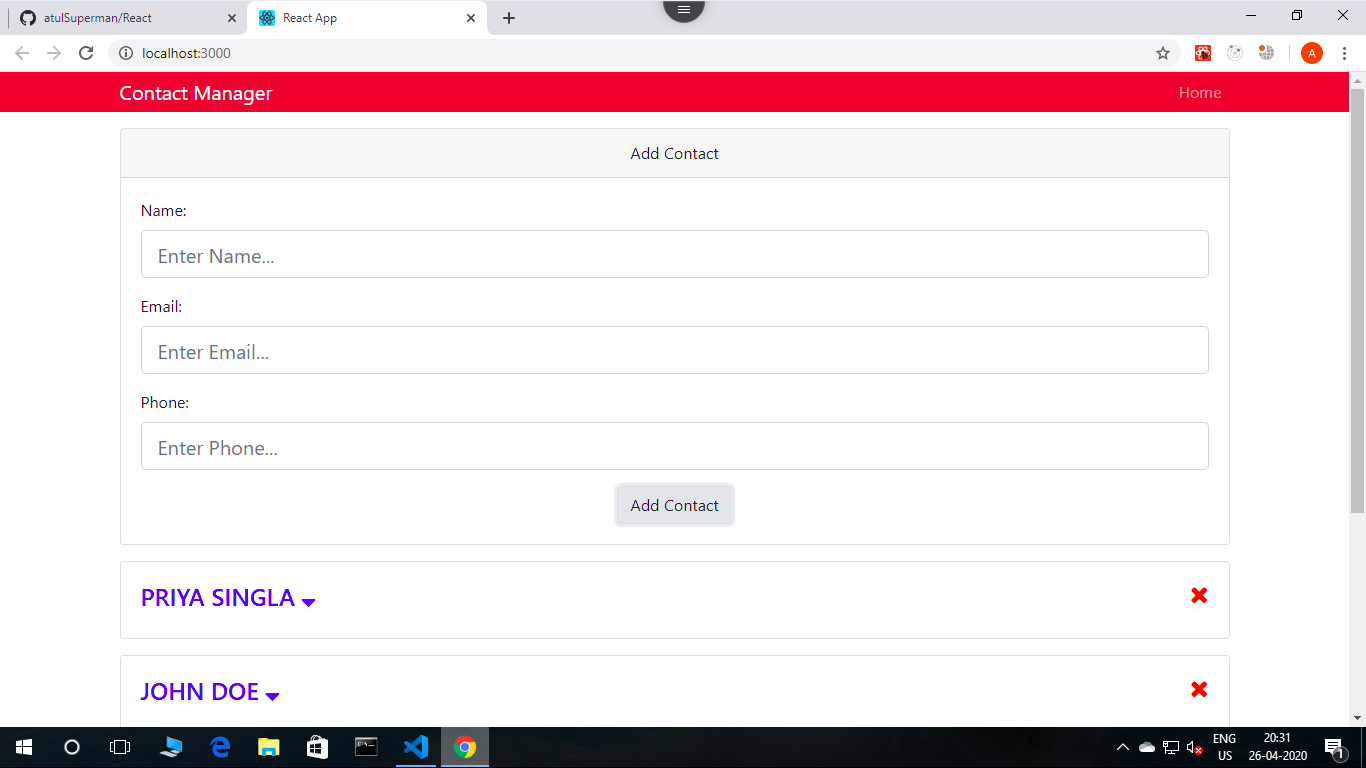 atulSuperman/React
React App
localhost:3000
A
Contact Manager
Home
Add Contact
Name:
Enter Name...
Email:
Enter Email...
Phone:
Enter Phone...
Add Contact
PRIYA SINGLA
JOHN DOE
ENG
US
20:31
26-04-2020
1